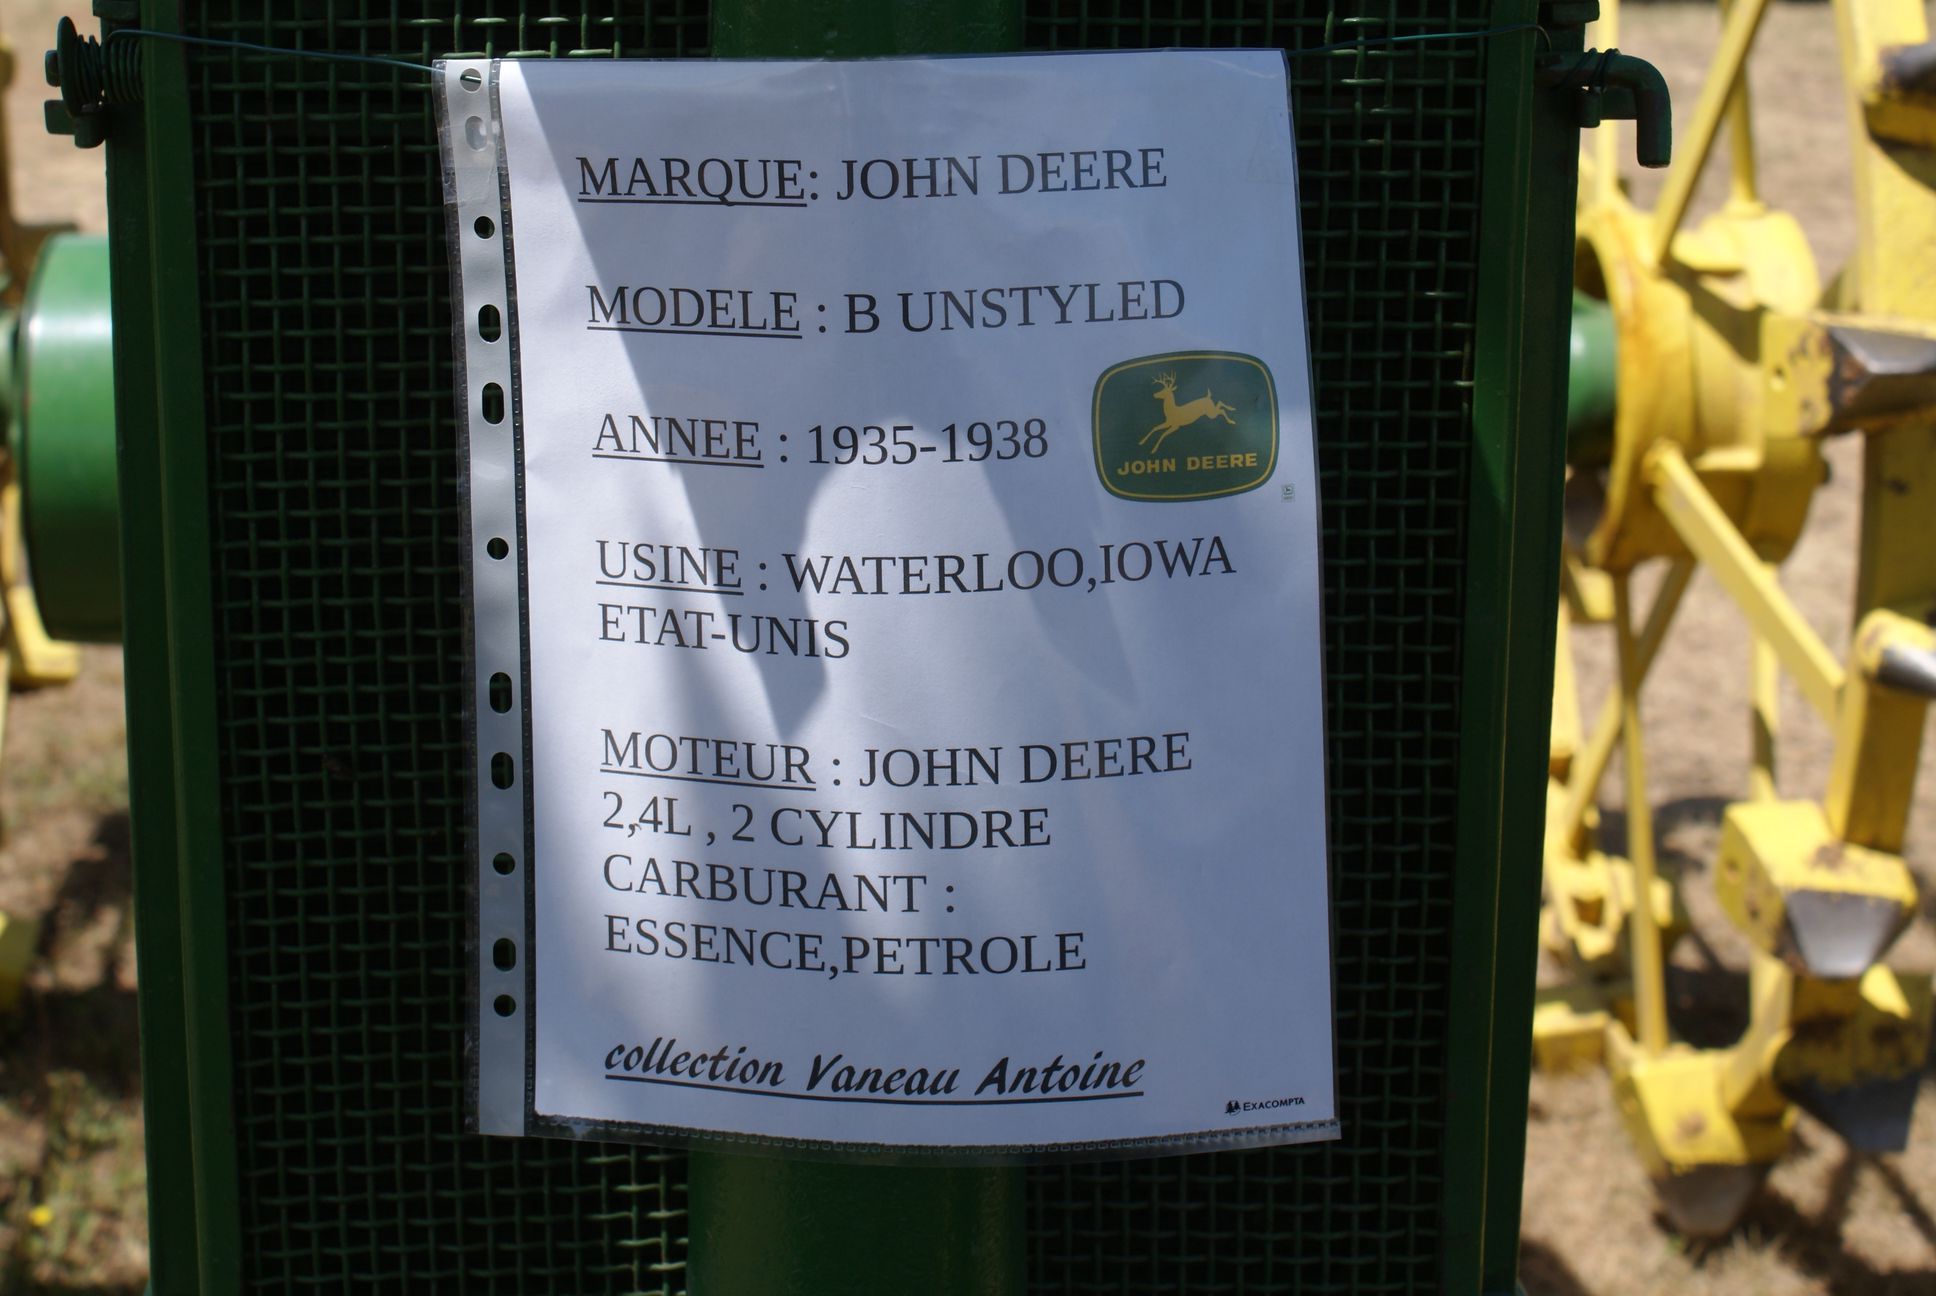 MARQUE: JOHN DEERE
MODELE : B UNSTYLED
ANNEE : 1935-1938
JOHN DEERE
USINE : WATERLOO,IOWA
ETAT-UNIS
MOTEUR : JOHN DEERE
2,4L , 2 CYLINDRE
CARBURANT :
ESSENCE,PETROLE
collection Vaneau Antoine
EXACOMPTA